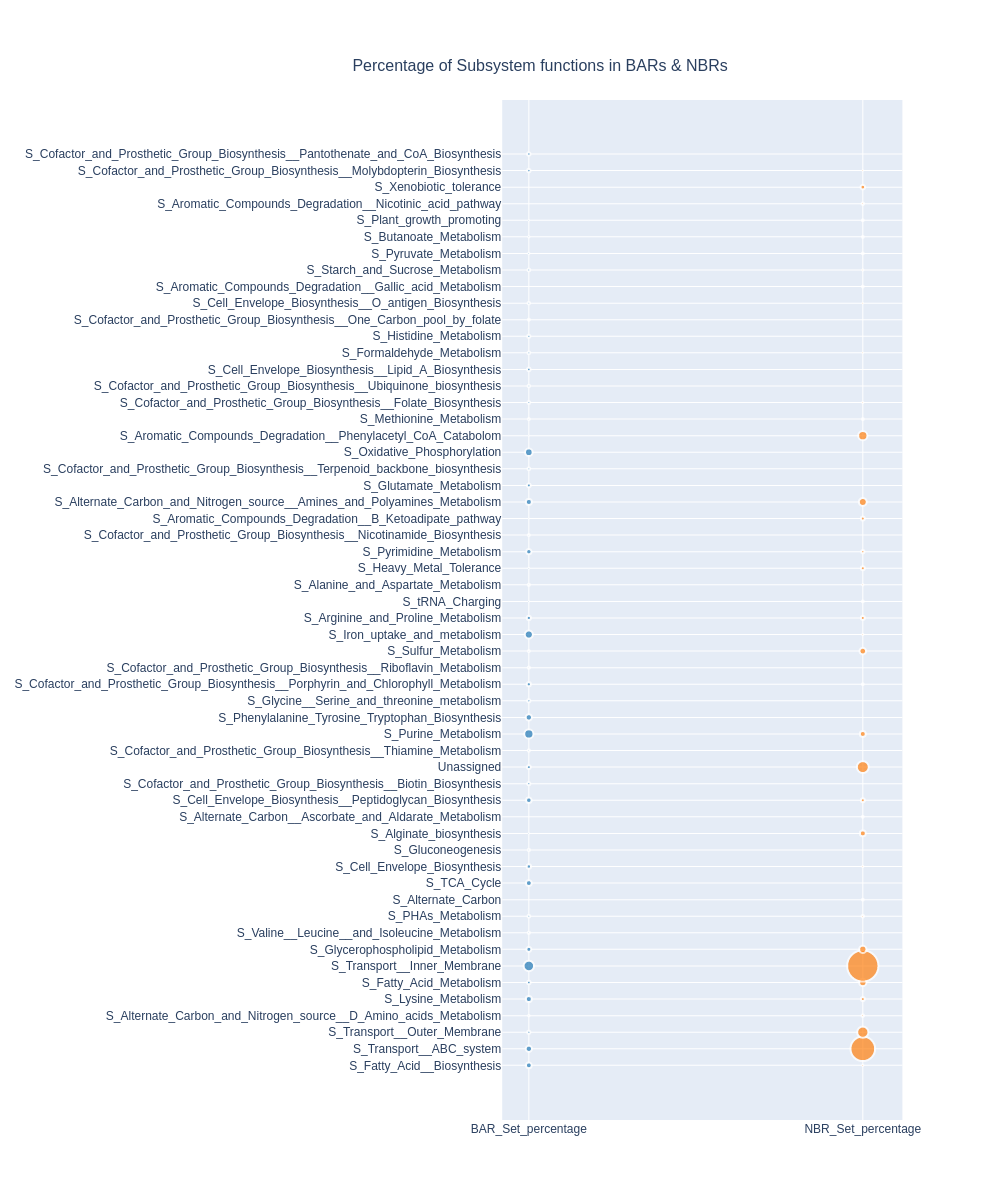 Percentage of Subsystem functions in BARs & NBRs
S_Cofactor_and_Prosthetic_Group_Biosynthesis__Pantothenate_and_CoA_Biosynthesis
S_Cofactor_and_Prosthetic_Group_Biosynthesis__Molybdopterin_Biosynthesis
S_Xenobiotic_tolerance
S_Aromatic_Compounds_Degradation__Nicotinic_acid_pathway
S_Plant_growth_promoting
S_Butanoate_Metabolism
S_Pyruvate_Metabolism
S_Starch_and_Sucrose_Metabolism
S_Aromatic_Compounds_Degradation__Gallic_acid_Metabolism
S_Cell_Envelope_Biosynthesis__O_antigen_Biosynthesis
S_Cofactor_and_Prosthetic_Group_Biosynthesis__One_Carbon_pool_by_folate
S_Histidine_Metabolism
S_Formaldehyde_Metabolism
S_Cell_Envelope_Biosynthesis__Lipid_A_Biosynthesis
S_Cofactor_and_Prosthetic_Group_Biosynthesis__Ubiquinone_biosynthesis
S_Cofactor_and_Prosthetic_Group_Biosynthesis__Folate_Biosynthesis
S_Methionine_Metabolism
S_Aromatic_Compounds_Degradation__Phenylacetyl_CoA_Catabolom
S_Oxidative_Phosphorylation
S_Cofactor_and_Prosthetic_Group_Biosynthesis__Terpenoid_backbone_biosynthesis
S_Glutamate_Metabolism
S_Alternate_Carbon_and_Nitrogen_source__Amines_and_Polyamines_Metabolism
S_Aromatic_Compounds_Degradation__B_Ketoadipate_pathway
S_Cofactor_and_Prosthetic_Group_Biosynthesis__Nicotinamide_Biosynthesis
S_Pyrimidine_Metabolism
S_Heavy_Metal_Tolerance
S_Alanine_and_Aspartate_Metabolism
S_tRNA_Charging
S_Arginine_and_Proline_Metabolism
S_Iron_uptake_and_metabolism
S_Sulfur_Metabolism
S_Cofactor_and_Prosthetic_Group_Biosynthesis__Riboflavin_Metabolism
S_Cofactor_and_Prosthetic_Group_Biosynthesis__Porphyrin_and_Chlorophyll_Metabolism
S_Glycine__Serine_and_threonine_metabolism
S_Phenylalanine_Tyrosine_Tryptophan_Biosynthesis
S_Purine_Metabolism
S_Cofactor_and_Prosthetic_Group_Biosynthesis__Thiamine_Metabolism
Unassigned
S_Cofactor_and_Prosthetic_Group_Biosynthesis__Biotin_Biosynthesis
S_Cell_Envelope_Biosynthesis__Peptidoglycan_Biosynthesis
S_Alternate_Carbon__Ascorbate_and_Aldarate_Metabolism
S_Alginate_biosynthesis
S_Gluconeogenesis
S_Cell_Envelope_Biosynthesis
S_TCA_Cycle
S_Alternate_Carbon
S_PHAs_Metabolism
S_Valine__Leucine__and_Isoleucine_Metabolism
S_Glycerophospholipid_Metabolism
S_Transport__Inner_Membrane
S_Fatty_Acid_Metabolism
S_Lysine_Metabolism
S_Alternate_Carbon_and_Nitrogen_source__D_Amino_acids_Metabolism
S_Transport__Outer_Membrane
S_Transport__ABC_system
S_Fatty_Acid__Biosynthesis
BAR_Set_percentage
NBR_Set_percentage